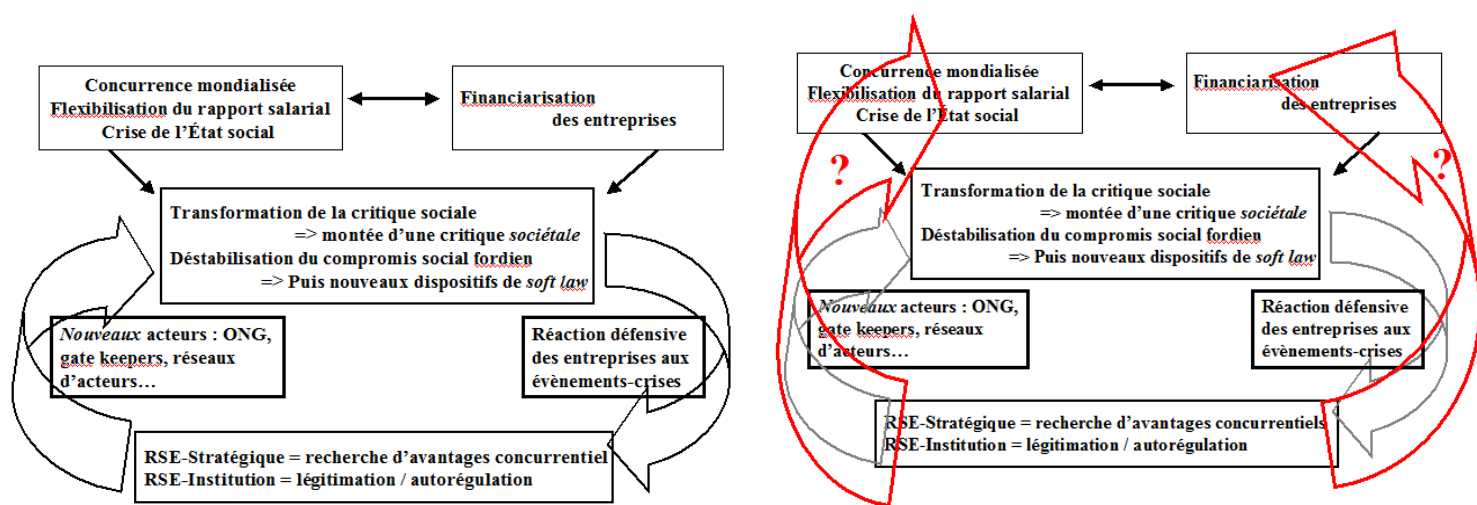 Concurrence mondialisée
Flexibilisation du rapport salarial
Crise de l'État social
Financiarisation
des entreprises
Transformation de la critique sociale
=> montée d'une critique sociétale
Déstabilisation du compromis social fordien
=> Puis nouveaux dispositifs de soft law
Nouveaux acteurs : ONG,
gate keepers, réseaux
d'acteurs…
Réaction défensive
des entreprises aux
évènements-crises
RSE-Stratégique = recherche d'avantages concurrentiel
RSE-Institution = légitimation / autorégulation
Concurrence mondialisée
Flexibilisation du rapport salarial
Crise de l'État social
Financiarisation
des entreprises
?
?
Transformation de la critique sociale
=> montée d'une critique sociétale
Déstabilisation du compromis social fordien
=> Puis nouveaux dispositifs de soft law
Nouveaux acteurs : ONG,
gate keepers, réseaux
d'acteurs…
Réaction défensive
des entreprises aux
évènements-crises
RSE-Stratégique = recherche d'avantages concurrentiels
RSE-Institution = légitimation / autorégulation